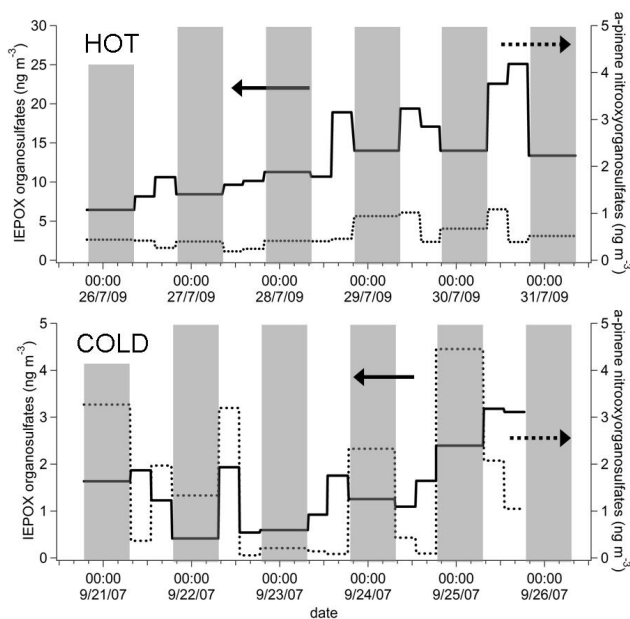 HOT
IEPOX organosulfates (ng m⁻³)
30
25
20
15
10
5
0
a-pinene nitrooxyorganosulfates (ng m⁻³)
5
4
3
2
1
0
00:00 00:00 00:00 00:00 00:00 00:00
26/7/09 27/7/09 28/7/09 29/7/09 30/7/09 31/7/09
COLD
IEPOX organosulfates (ng m⁻³)
5
4
3
2
1
0
a-pinene nitrooxyorganosulfates (ng m⁻³)
5
4
3
2
1
0
00:00 00:00 00:00 00:00 00:00 00:00
9/21/07 9/22/07 9/23/07 9/24/07 9/25/07 9/26/07
date